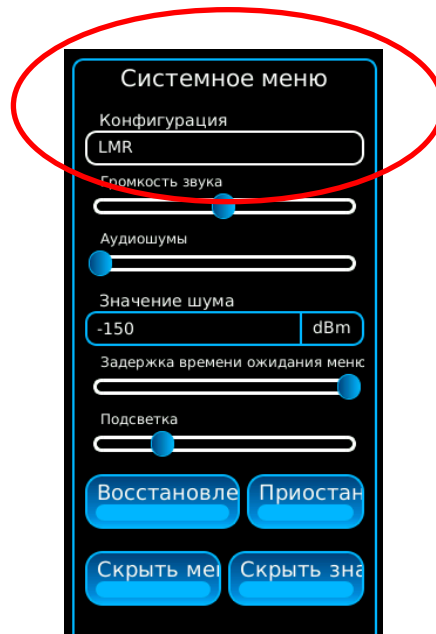 Системное меню
Конфигурация
LMR
Громкость звука
Аудиошумы
Значение шума
-150 dBm
Задержка времени ожидания меню
Подсветка
Восстановле Приостан
Скрыть мен Скрыть зна